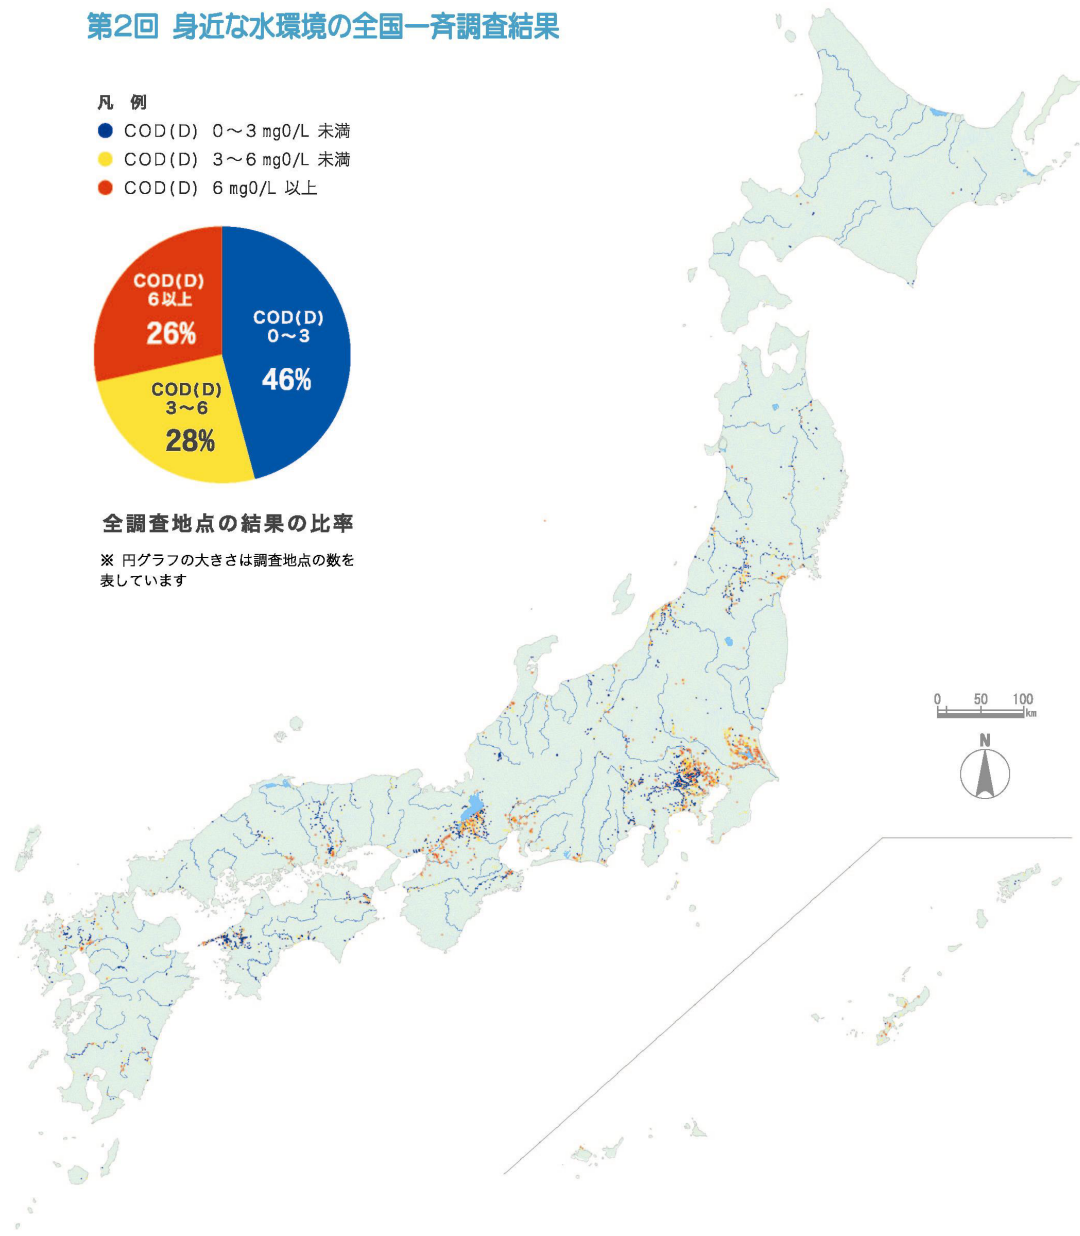 第2回 身近な水環境の全国一斉調査結果
凡 例
COD(D) 0～3 mgO/L 未満
COD(D) 3～6 mgO/L 未満
COD(D) 6 mgO/L 以上
COD(D)
6以上
26%
COD(D)
0～3
46%
COD(D)
3～6
28%
全調査地点の結果の比率
※ 円グラフの大きさは調査地点の数を
表しています
0 50 100
km
N